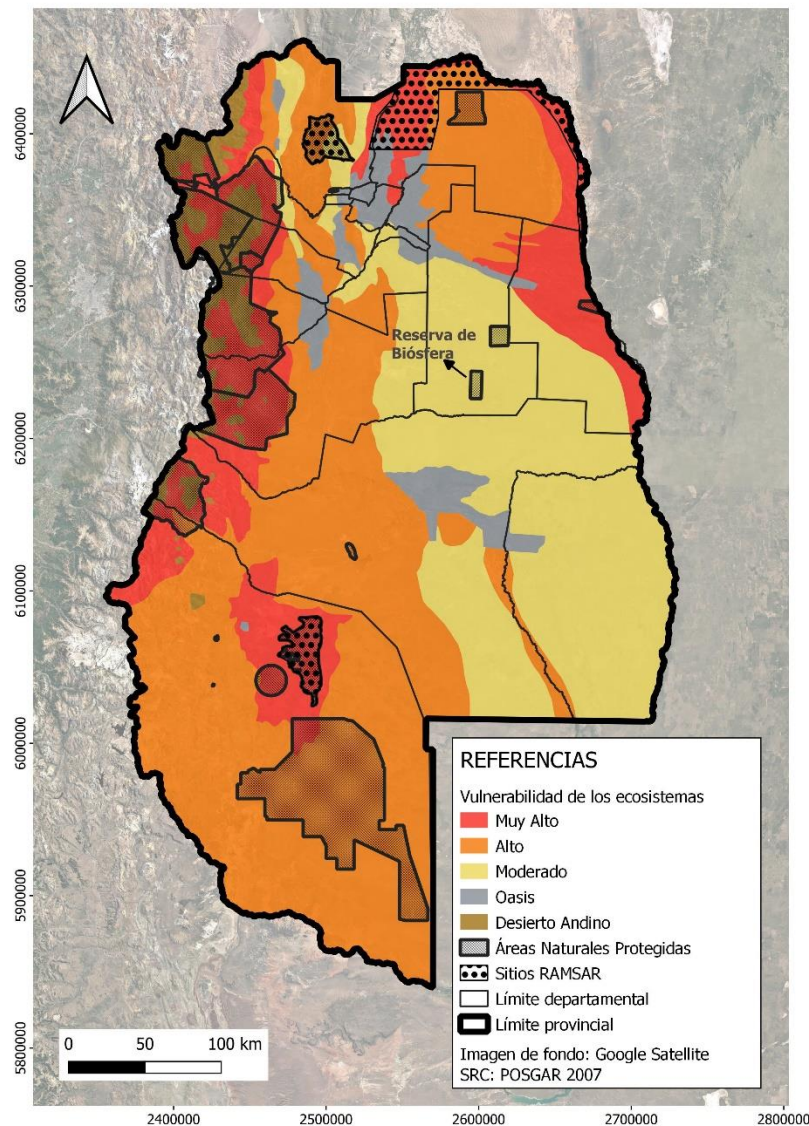 6400000
6300000
Reserva de
Biósfera
6200000
6100000
6000000
5900000
5800000
REFERENCIAS
Vulnerabilidad de los ecosistemas
Muy Alto
Alto
Moderado
Oasis
Desierto Andino
Áreas Naturales Protegidas
Sitios RAMSAR
Límite departamental
Límite provincial
Imagen de fondo: Google Satellite
SRC: POSGAR 2007
0 50 100 km
2400000 2500000 2600000 2700000 2800000